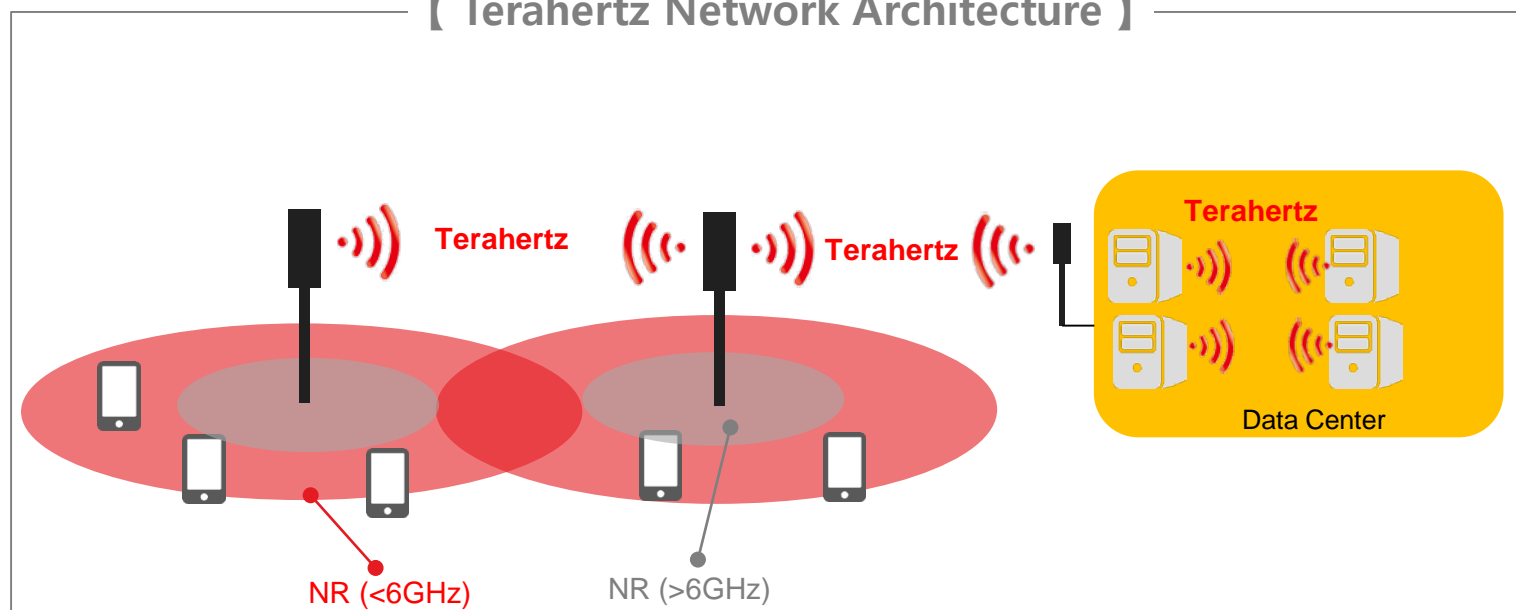 【 Terahertz Network Architecture 】
Terahertz
Terahertz
Terahertz
Data Center
NR (<6GHz)
NR (>6GHz)